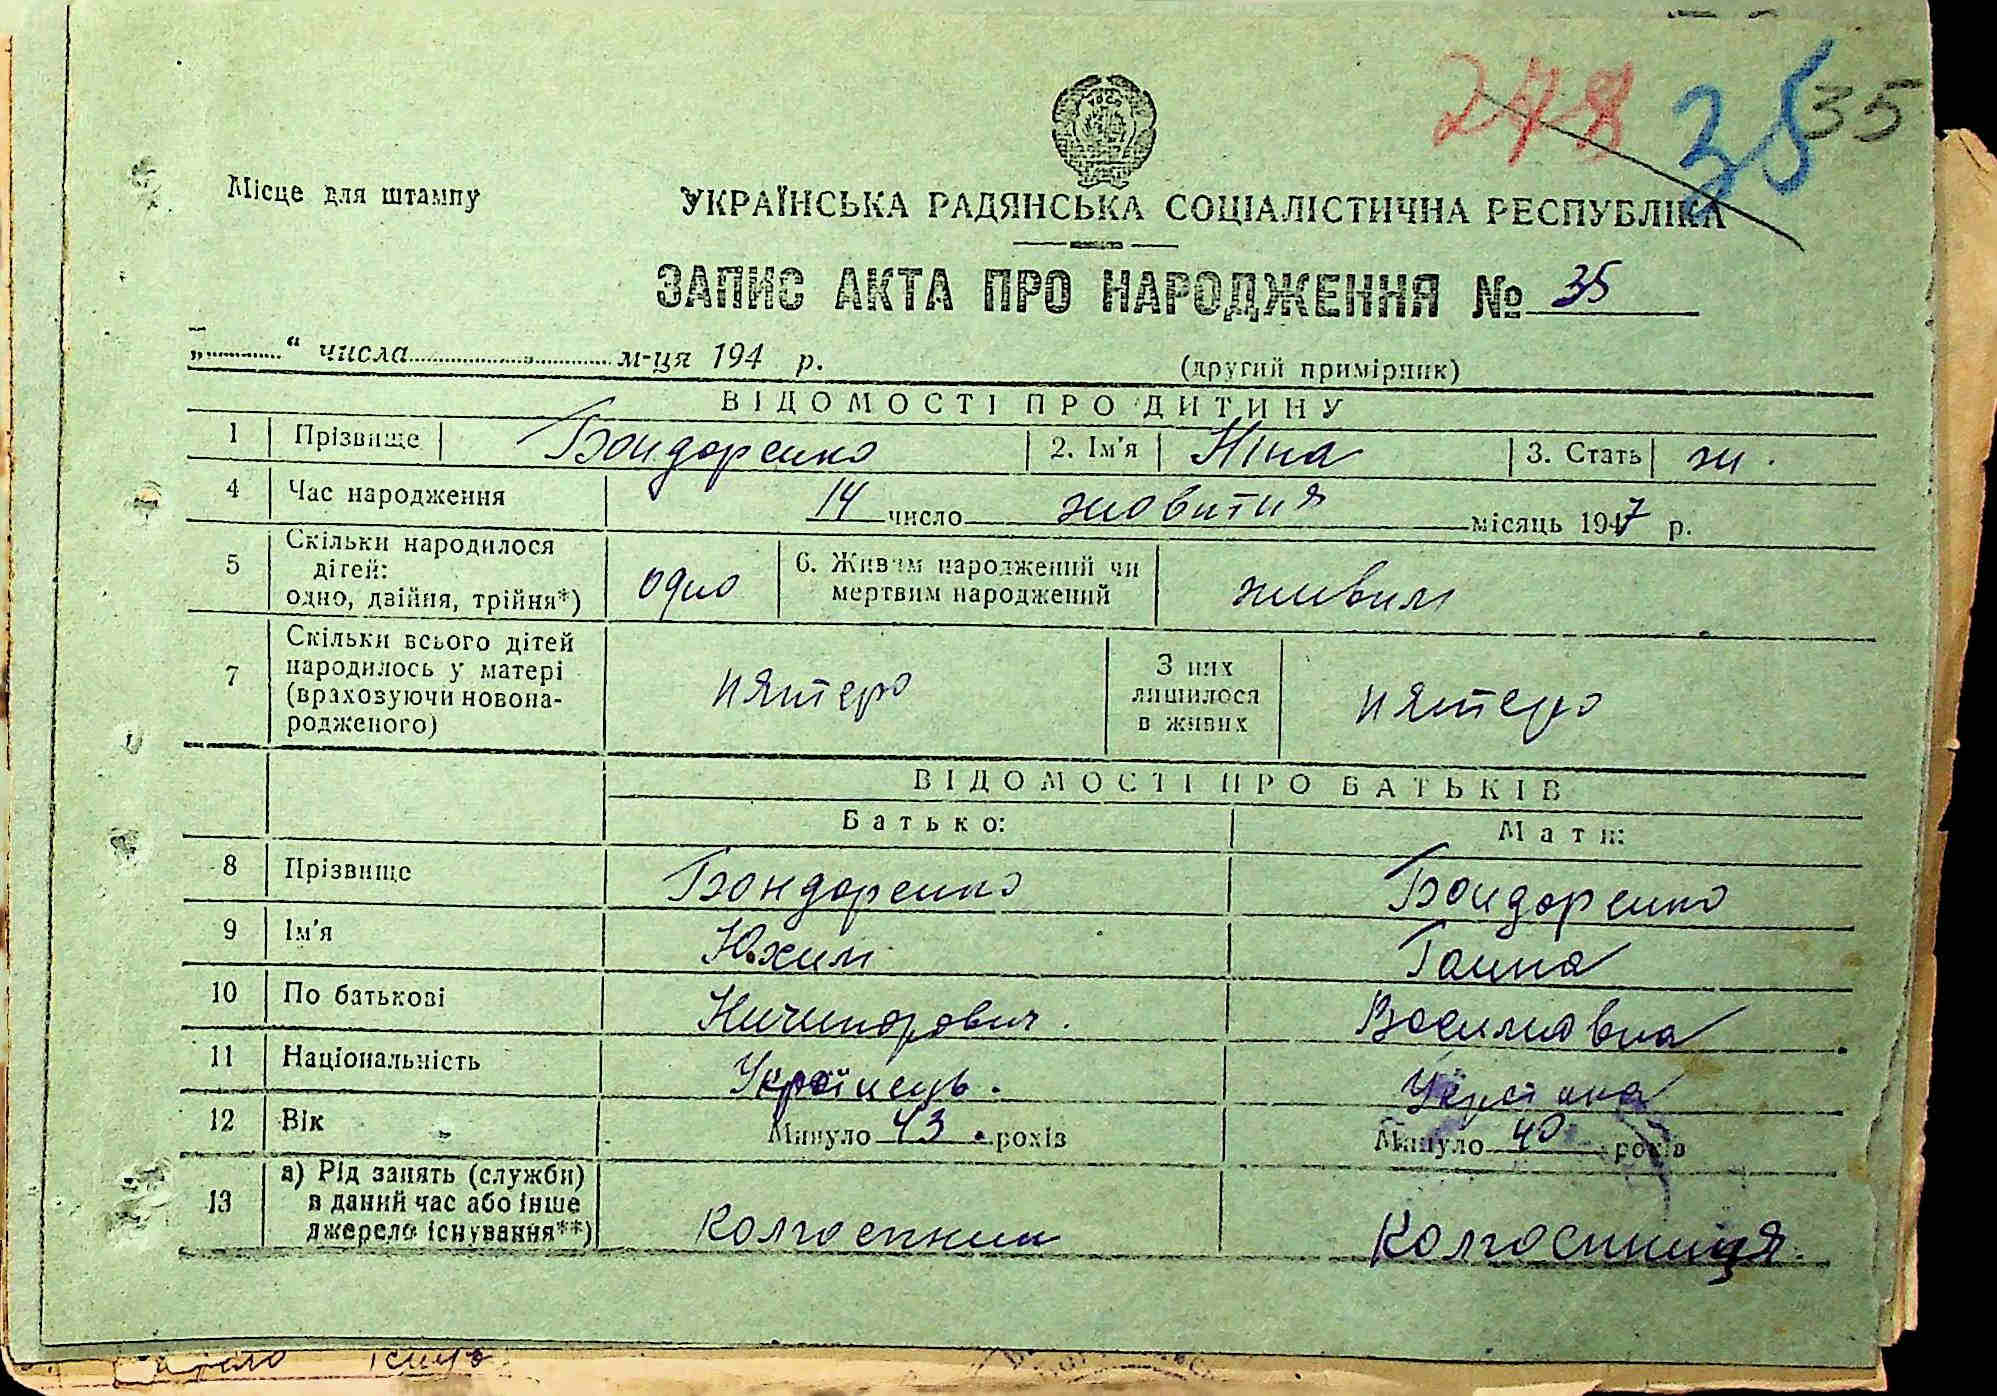 278 35 35
Місце для штампу
УКРАЇНСЬКА РАДЯНСЬКА СОЦІАЛІСТИЧНА РЕСПУБЛІКА
ЗАПИС АКТА ПРО НАРОДЖЕННЯ № 35
„ “ числа м-ця 194 р.
(другий примірник)
ВІДОМОСТІ ПРО ДИТИНУ
1 Прізвище Бондаренко 2. Ім'я Ніна 3. Стать ж.
4 Час народження 14 число жовтня місяць 1947 р.
5 Скільки народилося
дітей:
одно, двійня, трійня*) одно 6. Живим народжений чи
мертвим народжений живим
7 Скільки всього дітей
народилось у матері
(враховуючи новона-
родженого) пятеро З них
лишилося
в живих пятеро
ВІДОМОСТІ ПРО БАТЬКІВ
Батько: Мати:
8 Прізвище Бондаренко Бондаренко
9 Ім'я Юхим Ганна
10 По батькові Ничипорович. Василівна
11 Національність Українець. Українка
12 Вік Минуло 43 років Минуло 40 років
13 а) Рід занять (служби)
в даний час або інше
джерело існування**) Колгоспник Колгоспниця.